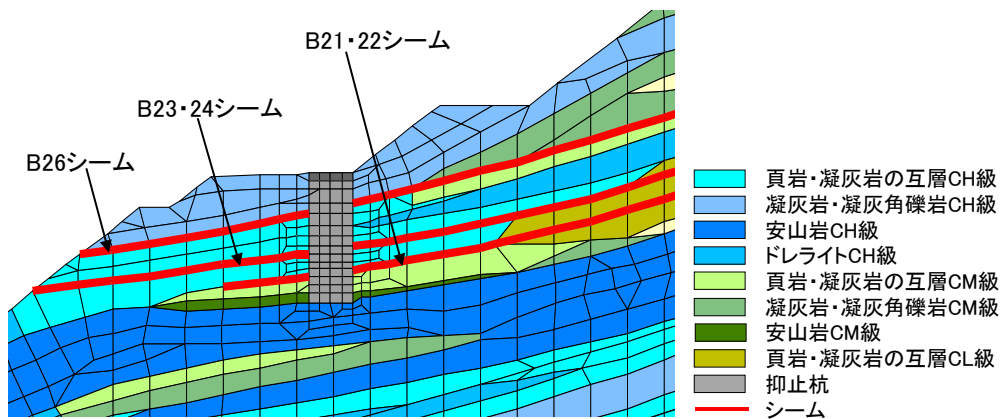 B21・22シーム
B23・24シーム
B26シーム
頁岩・凝灰岩の互層CH級
凝灰岩・凝灰角礫岩CH級
安山岩CH級
ドレライトCH級
頁岩・凝灰岩の互層CM級
凝灰岩・凝灰角礫岩CM級
安山岩CM級
頁岩・凝灰岩の互層CL級
抑止杭
シーム